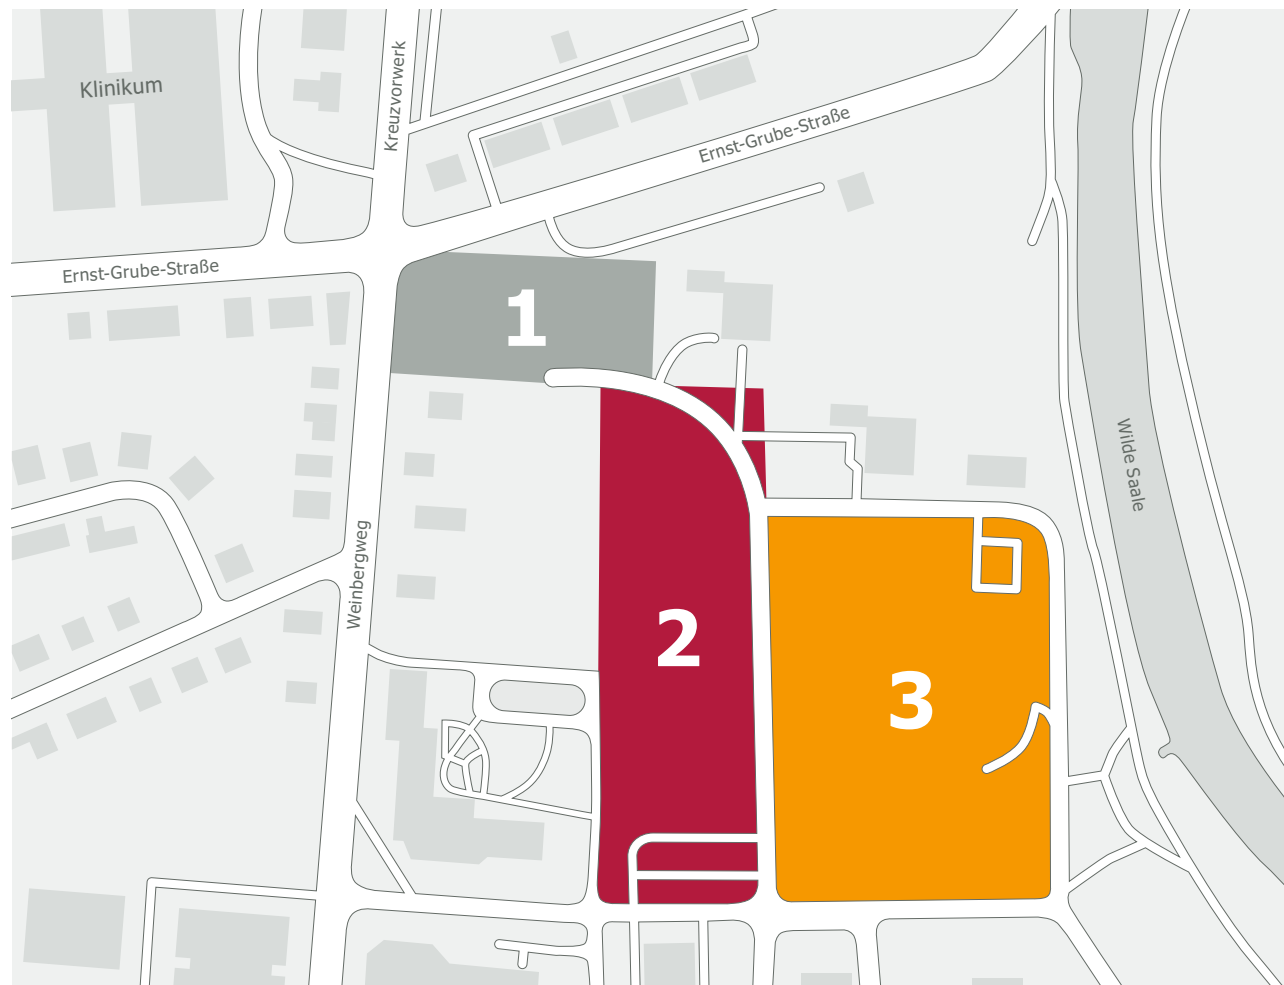 Klinikum
Kreuzvorwerk
Ernst-Grube-Straße
Ernst-Grube-Straße
1
Wilde Saale
Weinbergweg
2
3